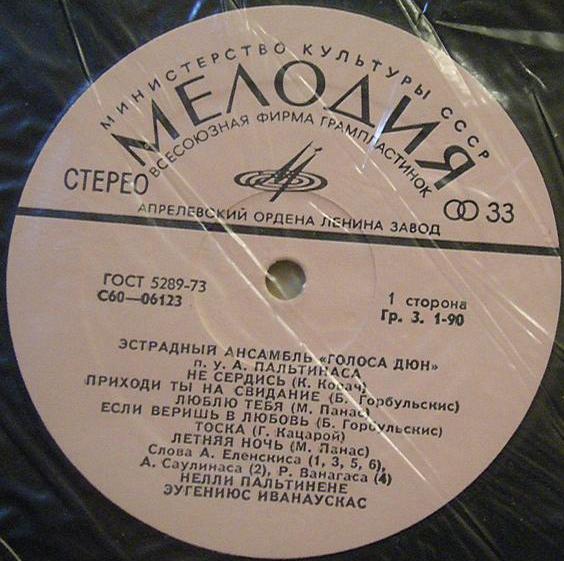 МИНИСТЕРСТВО КУЛЬТУРЫ СССР
МЕЛОДИЯ
ВСЕСОЮЗНАЯ ФИРМА ГРАМПЛАСТИНОК
СТЕРЕО
33
АПРЕЛЕВСКИЙ ОРДЕНА ЛЕНИНА ЗАВОД
ГОСТ 5289-73
С60—06123
1 сторона
Гр. 3. 1-90
ЭСТРАДНЫЙ АНСАМБЛЬ «ГОЛОСА ДЮН»
П. У. А. ПАЛЬТИНАСА
НЕ СЕРДИСЬ (К. Ковач)
ПРИХОДИ ТЫ НА СВИДАНИЕ (Б. Горбульскис)
ЛЮБЛЮ ТЕБЯ (М. Панас)
ЕСЛИ ВЕРИШЬ В ЛЮБОВЬ (Б. Горбульскис)
ТОСКА (Г. Кацарой)
ЛЕТНЯЯ НОЧЬ (М. Панас)
Слова А. Еленскиса (1, 3, 5, 6),
А. Саулинаса (2), Р. Ванагаса (4)
НЕЛЛИ ПАЛЬТИНЕНЕ
ЭУГЕНИЮС ИВАНАУСКАС